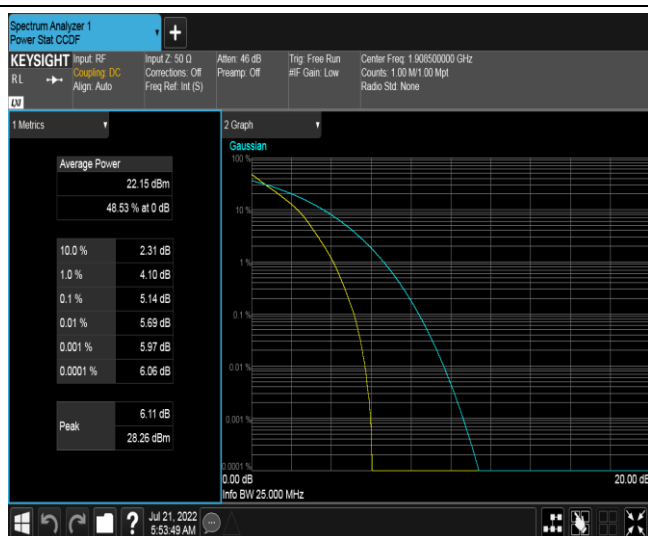 Spectrum Analyzer 1
Power Stat CCDF
+
KEYSIGHT
RL
LXI
Input: RF
Coupling: DC
Align: Auto
Input Z: 50 Ω
Corrections: Off
Freq Ref: Int (S)
Atten: 46 dB
Preamp: Off
Trig: Free Run
#IF Gain: Low
Center Freq: 1.908500000 GHz
Counts: 1.00 M/1.00 Mpt
Radio Std: None
1 Metrics
Average Power
22.15 dBm
48.53 % at 0 dB
10.0 % 2.31 dB
1.0 % 4.10 dB
0.1 % 5.14 dB
0.01 % 5.69 dB
0.001 % 5.97 dB
0.0001 % 6.06 dB
Peak
6.11 dB
28.26 dBm
2 Graph
Gaussian
100 %
10 %
1 %
0.1 %
0.01 %
0.001 %
0.0001 %
0.00 dB 20.00 dB
Info BW 25.000 MHz
?
Jul 21, 2022
5:53:49 AM